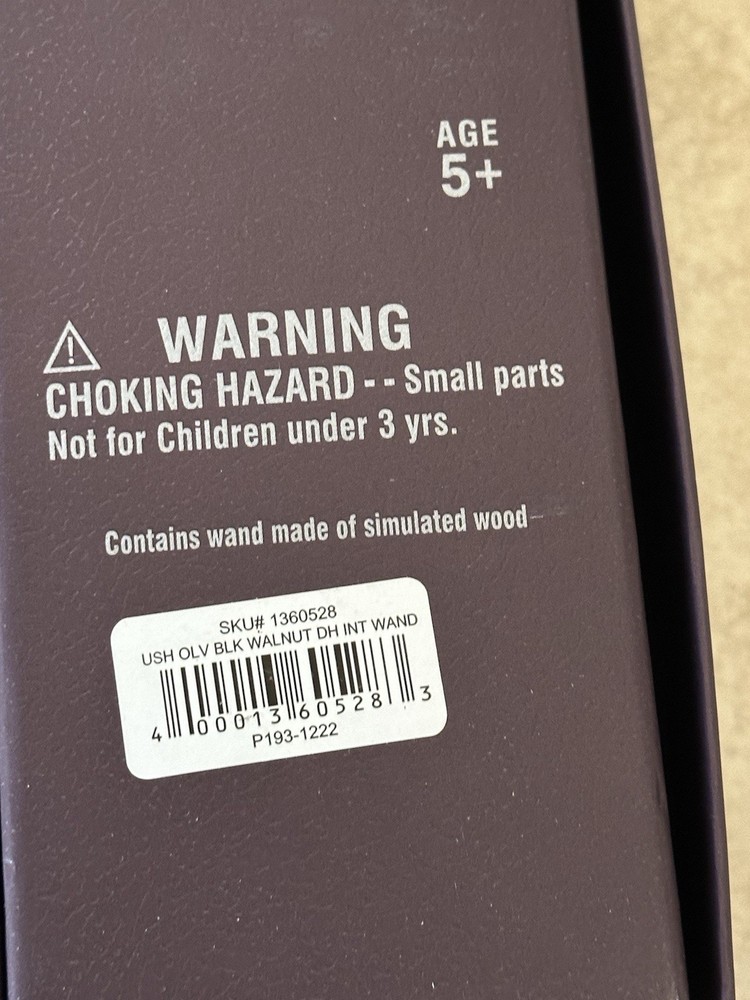 AGE
5+
WARNING
CHOKING HAZARD -- Small parts
Not for Children under 3 yrs.
Contains wand made of simulated wood
SKU# 1360528
USH OLV BLK WALNUT DH INT WAND
4 00013 60528 3
P193-1222